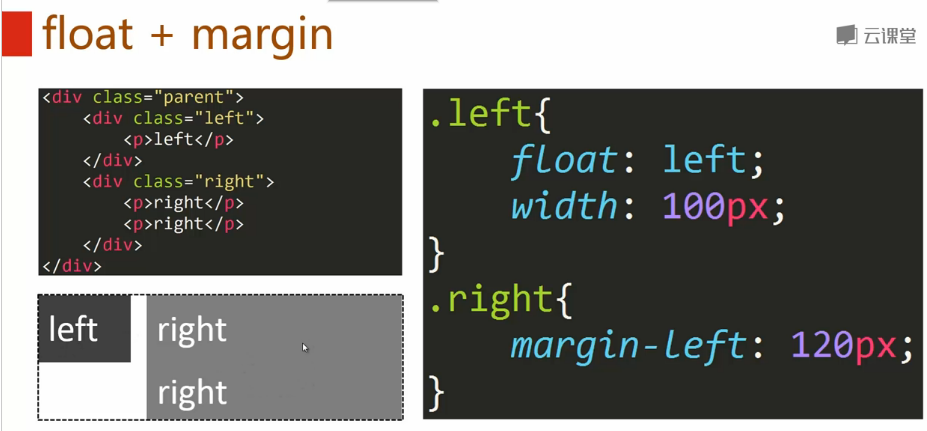 float + margin
云课堂
<div class="parent">
    <div class="left">
        <p>left</p>
    </div>
    <div class="right">
        <p>right</p>
        <p>right</p>
    </div>
</div>
left
right
right
.left{
    float: left;
    width: 100px;
}
.right{
    margin-left: 120px;
}